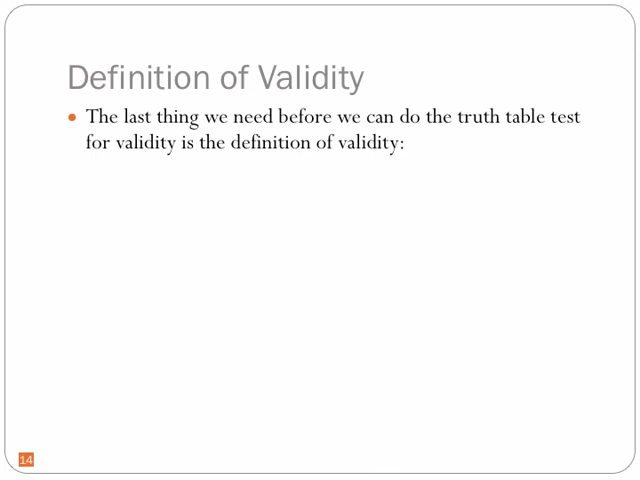 Definition of Validity
• The last thing we need before we can do the truth table test
for validity is the definition of validity:
14